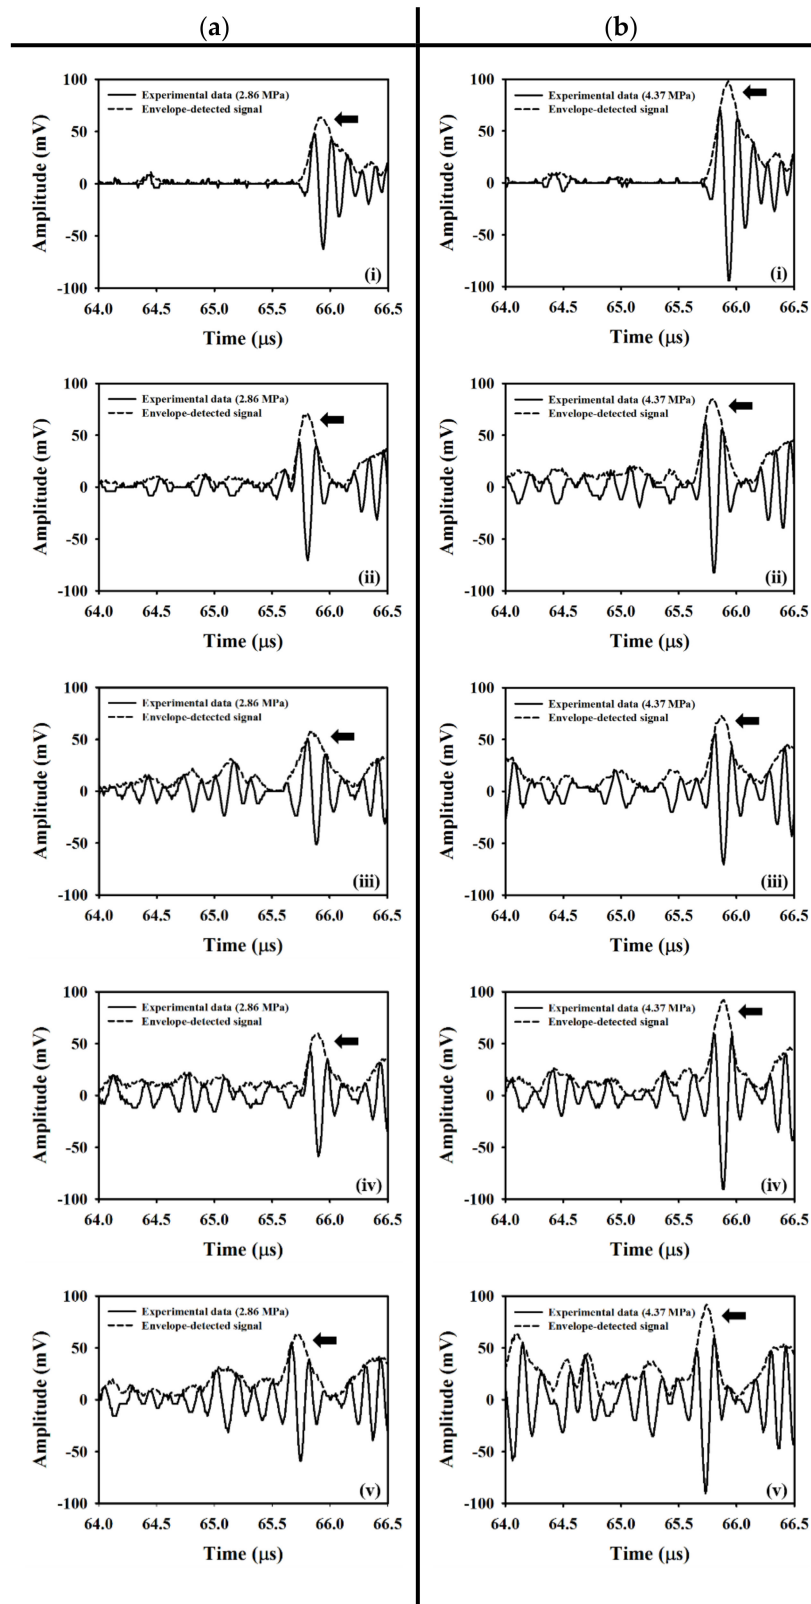 (a)
(b)
Experimental data (2.86 MPa)
Envelope-detected signal
Amplitude (mV)
100
50
0
-50
-100
(i)
64.0 64.5 65.0 65.5 66.0 66.5
Time (μs)
Experimental data (4.37 MPa)
Envelope-detected signal
Amplitude (mV)
100
50
0
-50
-100
(i)
64.0 64.5 65.0 65.5 66.0 66.5
Time (μs)
Experimental data (2.86 MPa)
Envelope-detected signal
Amplitude (mV)
100
50
0
-50
-100
(ii)
64.0 64.5 65.0 65.5 66.0 66.5
Time (μs)
Experimental data (4.37 MPa)
Envelope-detected signal
Amplitude (mV)
100
50
0
-50
-100
(ii)
64.0 64.5 65.0 65.5 66.0 66.5
Time (μs)
Experimental data (2.86 MPa)
Envelope-detected signal
Amplitude (mV)
100
50
0
-50
-100
(iii)
64.0 64.5 65.0 65.5 66.0 66.5
Time (μs)
Experimental data (4.37 MPa)
Envelope-detected signal
Amplitude (mV)
100
50
0
-50
-100
(iii)
64.0 64.5 65.0 65.5 66.0 66.5
Time (μs)
Experimental data (2.86 MPa)
Envelope-detected signal
Amplitude (mV)
100
50
0
-50
-100
(iv)
64.0 64.5 65.0 65.5 66.0 66.5
Time (μs)
Experimental data (4.37 MPa)
Envelope-detected signal
Amplitude (mV)
100
50
0
-50
-100
(iv)
64.0 64.5 65.0 65.5 66.0 66.5
Time (μs)
Experimental data (2.86 MPa)
Envelope-detected signal
Amplitude (mV)
100
50
0
-50
-100
(v)
64.0 64.5 65.0 65.5 66.0 66.5
Time (μs)
Experimental data (4.37 MPa)
Envelope-detected signal
Amplitude (mV)
100
50
0
-50
-100
(v)
64.0 64.5 65.0 65.5 66.0 66.5
Time (μs)